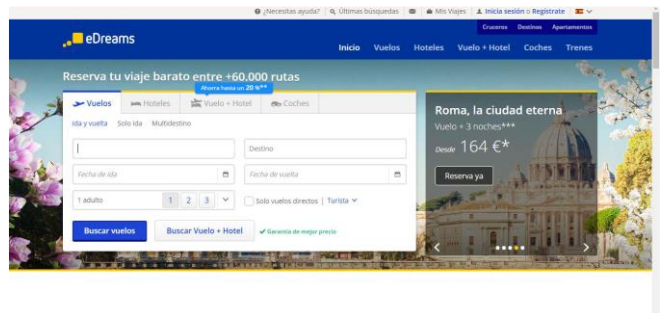 ¿Necesitas ayuda? Últimas búsquedas Mis Viajes Inicia sesión o Regístrate
Cruceros Destinos Apartamentos
eDreams
Inicio Vuelos Hoteles Vuelo + Hotel Coches Trenes
Reserva tu viaje barato entre +60.000 rutas
Ahorra hasta un 20 %**
Vuelos Hoteles Vuelo + Hotel Coches
Ida y vuelta Solo ida Multidestino
Destino
Fecha de ida Fecha de vuelta
1 adulto 1 2 3 Solo vuelos directos | Turista
Buscar vuelos Buscar Vuelo + Hotel Garantía de mejor precio
Roma, la ciudad eterna
Vuelo + 3 noches***
Desde 164 €*
Reserva ya